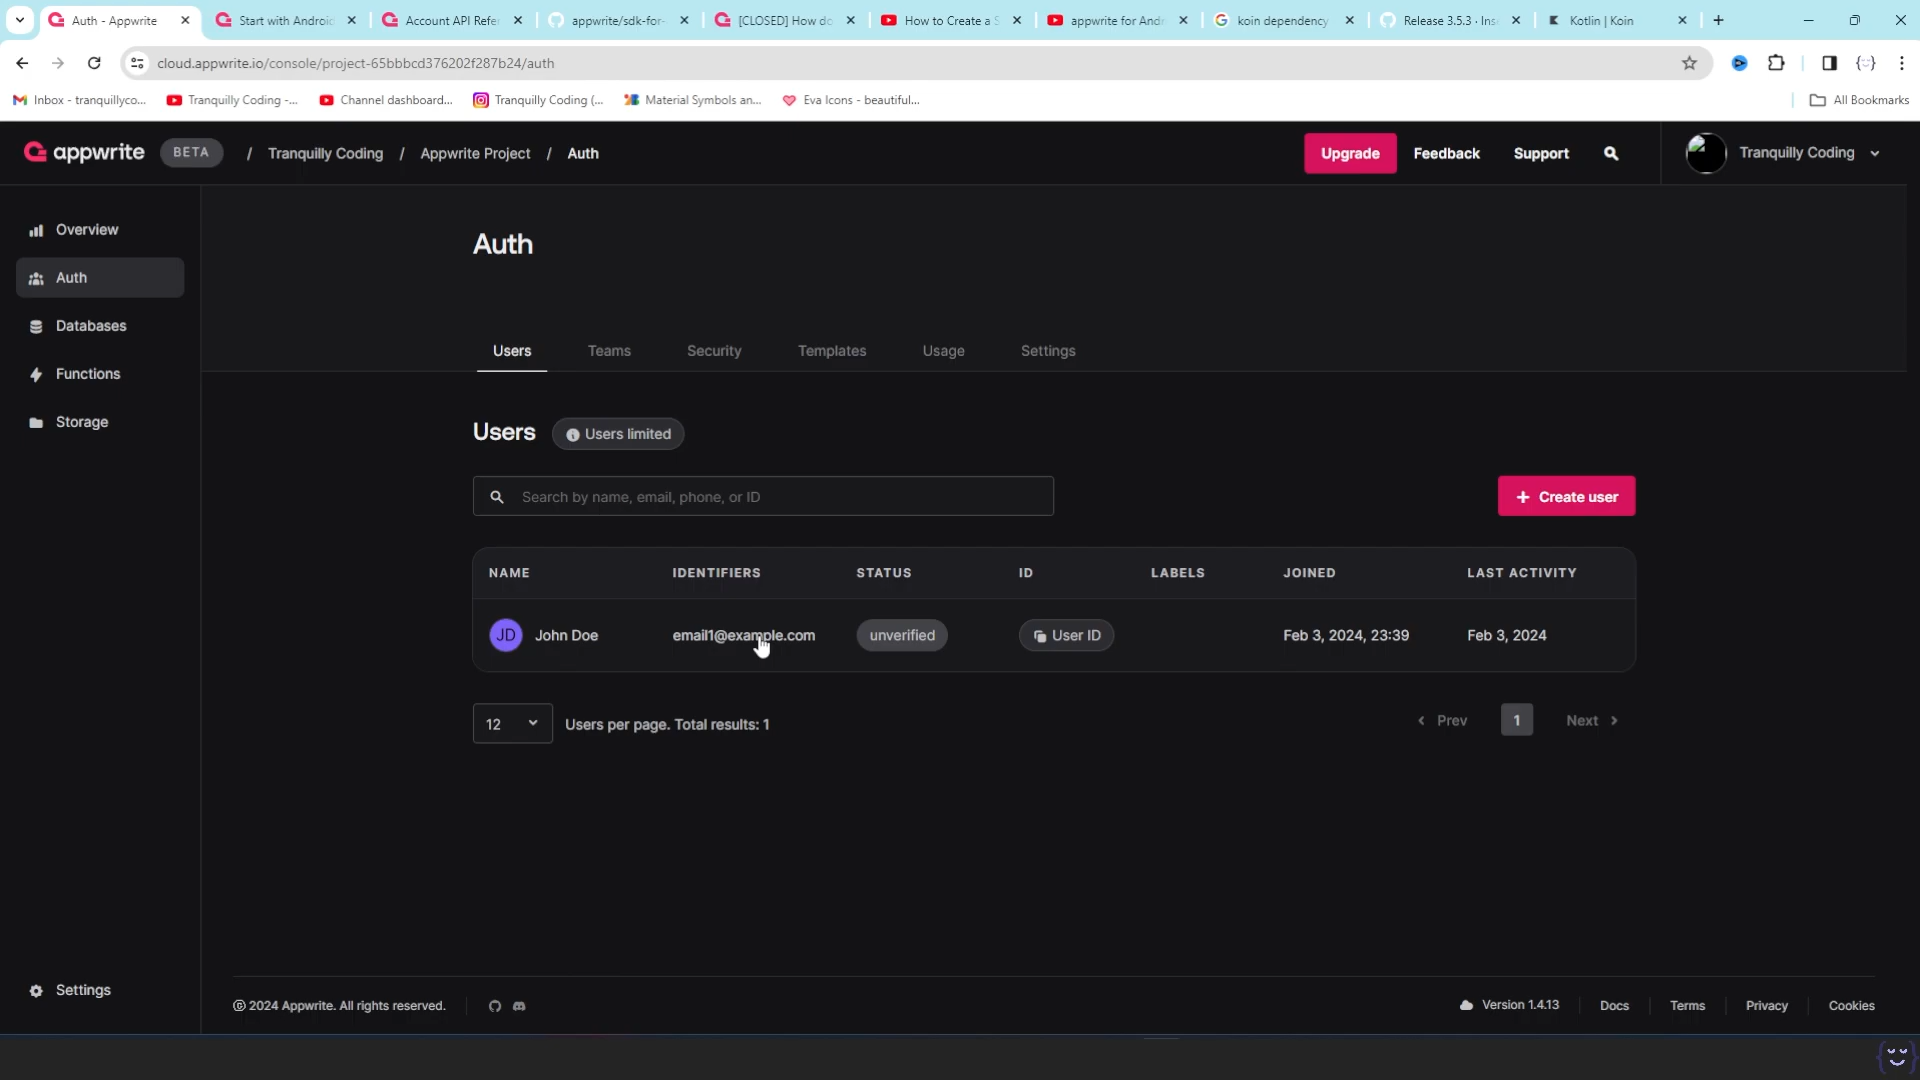 Auth - Appwrite
Start with Android
Account API Refe
appwrite/sdk-for-
[CLOSED] How do
How to Create a S
appwrite for Andr
koin dependency
Release 3.5.3 · Ins
Kotlin | Koin
cloud.appwrite.io/console/project-65bbbcd376202f287b24/auth
Inbox - tranquillyco...
Tranquilly Coding -...
Channel dashboard...
Tranquilly Coding (...
Material Symbols an...
Eva Icons - beautiful...
All Bookmarks
appwrite
BETA
/ Tranquilly Coding / Appwrite Project / Auth
Upgrade
Feedback
Support
Tranquilly Coding
Overview
Auth
Databases
Functions
Storage
Settings
Auth
Users
Teams
Security
Templates
Usage
Settings
Users
Users limited
Search by name, email, phone, or ID
+ Create user
NAME IDENTIFIERS STATUS ID LABELS JOINED LAST ACTIVITY
JD John Doe email1@example.com unverified User ID Feb 3, 2024, 23:39 Feb 3, 2024
12 Users per page. Total results: 1
Prev 1 Next
© 2024 Appwrite. All rights reserved.
Version 1.4.13
Docs
Terms
Privacy
Cookies